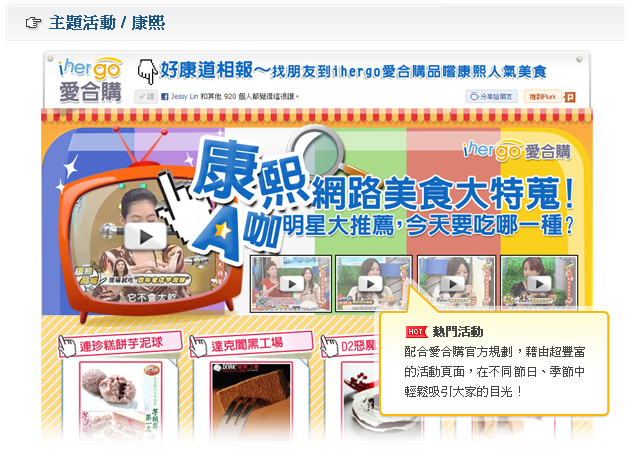 主題活動 / 康熙
ihergo
愛合購
好康道相報～找朋友到ihergo愛合購品嚐康熙人氣美食
讚 Jessy Lin 和其他 920 個人都覺得這很讚。
分享給朋友
推到Plurk
ihergo 愛合購
康熙
網路美食大特蒐!
A咖
明星大推薦,今天要吃哪一種?
它不會太軟
連珍糕餅芋泥球
達克闇黑工場
D2惡魔
HOT 熱門活動
配合愛合購官方規劃，藉由超豐富
的活動頁面，在不同節日、季節中
輕鬆吸引大家的目光！